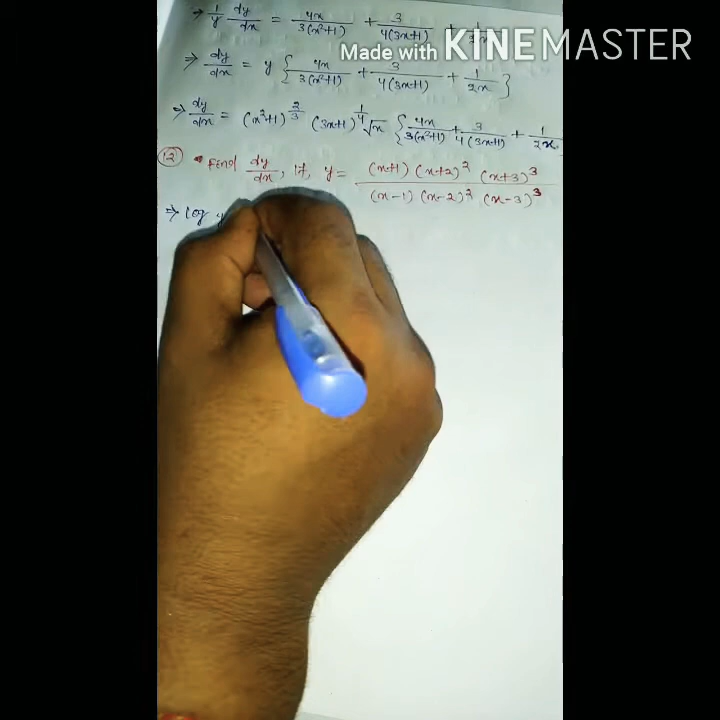 ⇒ 1/y dy/dx = 4x/3(x²+1) + 3/4(3x+1) + 1/2x
Made with KINEMASTER
⇒ dy/dx = y { 4x/3(x²+1) + 3/4(3x+1) + 1/2x }
⇒ dy/dx = (x²+1)^2/3 (3x+1)^1/4 √x { 4x/3(x²+1) + 3/4(3x+1) + 1/2x
(12) • Find dy/dx, if, y = (x+1) (x+2)² (x+3)³ / (x-1) (x-2)² (x-3)³
⇒ log y